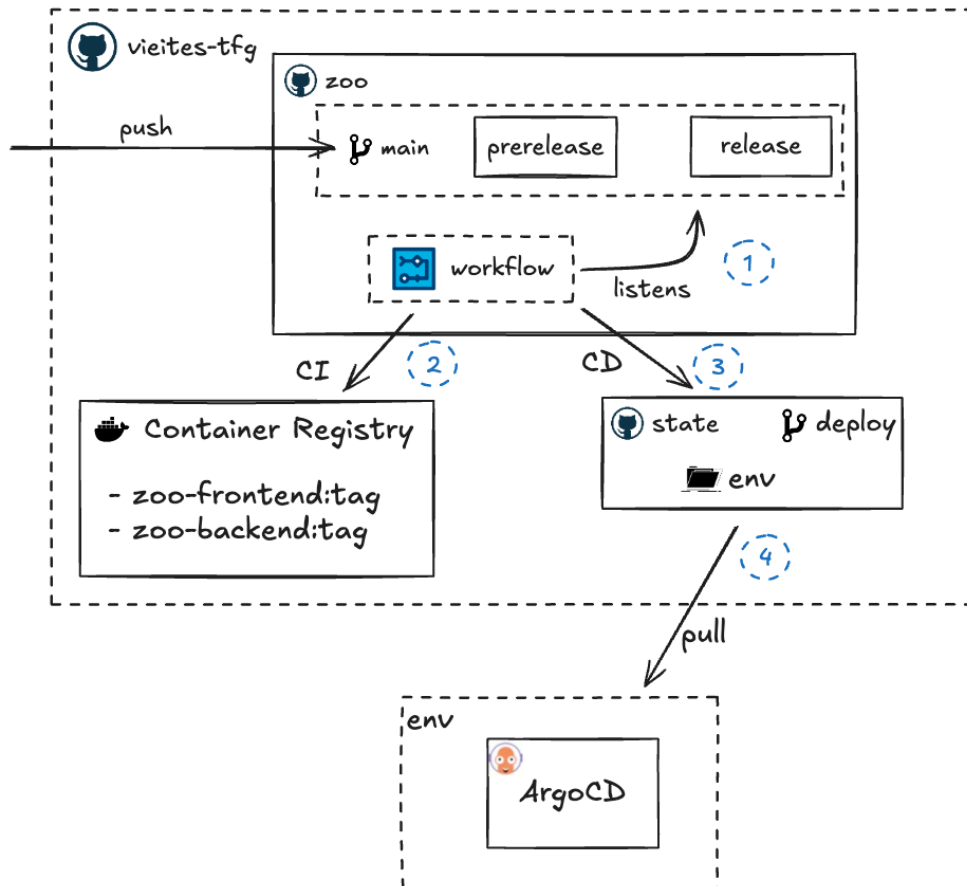 vieites-tfg
zoo
push
main
prerelease
release
workflow
listens
1
CI
2
CD
3
Container Registry
- zoo-frontend:tag
- zoo-backend:tag
state
deploy
env
4
pull
env
ArgoCD